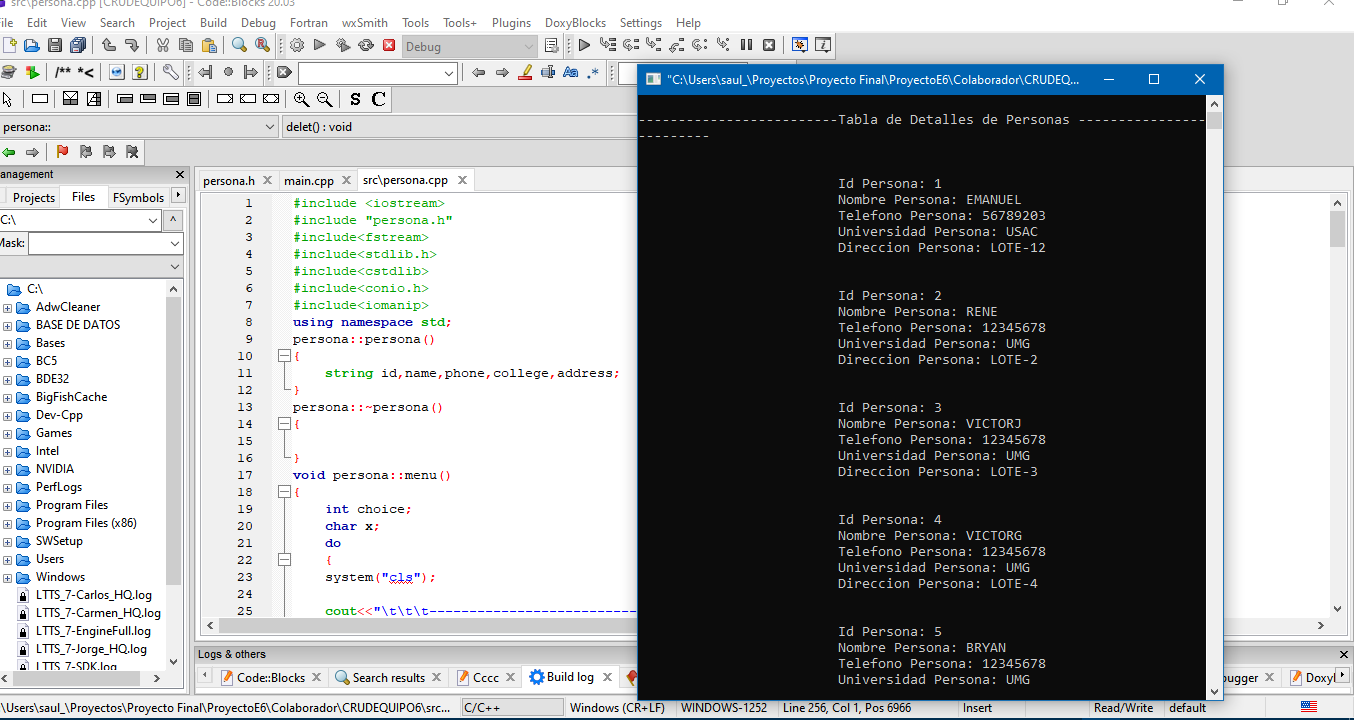 src\persona.cpp [CRUDEQUIPO6] - Code::Blocks 20.03
File Edit View Search Project Build Debug Fortran wxSmith Tools Tools+ Plugins DoxyBlocks Settings Help
Debug
/** *<
Aa .*
S C
persona::
delet() : void
anagement
Projects Files FSymbols
C:\
Mask:
C:\
AdwCleaner
BASE DE DATOS
Bases
BC5
BDE32
BigFishCache
Dev-Cpp
Games
Intel
NVIDIA
PerfLogs
Program Files
Program Files (x86)
SWSetup
Users
Windows
LTTS_7-Carlos_HQ.log
LTTS_7-Carmen_HQ.log
LTTS_7-EngineFull.log
LTTS_7-Jorge_HQ.log
LTTS_7-SDK.log
persona.h main.cpp src\persona.cpp
1 #include <iostream>
2 #include "persona.h"
3 #include<fstream>
4 #include<stdlib.h>
5 #include<cstdlib>
6 #include<conio.h>
7 #include<iomanip>
8 using namespace std;
9 persona::persona()
10 {
11 string id,name,phone,college,address;
12 }
13 persona::~persona()
14 {
15
16 }
17 void persona::menu()
18 {
19 int choice;
20 char x;
21 do
22 {
23 system("cls");
24
25 cout<<"\t\t\t--------------------------
"C:\Users\saul_\Proyectos\Proyecto Final\ProyectoE6\Colaborador\CRUDEQ...
-------------------------Tabla de Detalles de Personas ----------------
---------
Id Persona: 1
Nombre Persona: EMANUEL
Telefono Persona: 56789203
Universidad Persona: USAC
Direccion Persona: LOTE-12
Id Persona: 2
Nombre Persona: RENE
Telefono Persona: 12345678
Universidad Persona: UMG
Direccion Persona: LOTE-2
Id Persona: 3
Nombre Persona: VICTORJ
Telefono Persona: 12345678
Universidad Persona: UMG
Direccion Persona: LOTE-3
Id Persona: 4
Nombre Persona: VICTORG
Telefono Persona: 12345678
Universidad Persona: UMG
Direccion Persona: LOTE-4
Id Persona: 5
Nombre Persona: BRYAN
Telefono Persona: 12345678
Universidad Persona: UMG
Logs & others
Code::Blocks Search results Cccc Build log ugger Doxyl
\Users\saul_\Proyectos\Proyecto Final\ProyectoE6\Colaborador\CRUDEQUIPO6\src... C/C++ Windows (CR+LF) WINDOWS-1252 Line 256, Col 1, Pos 6966 Insert Read/Write default